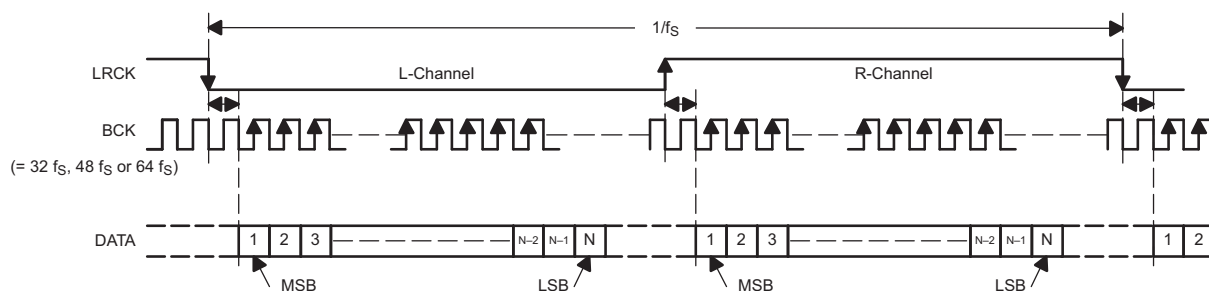 1/fS
LRCK
L-Channel
R-Channel
BCK
(= 32 fS, 48 fS or 64 fS)
DATA
1 2 3 N–2 N–1 N 1 2 3 N–2 N–1 N 1 2
MSB LSB MSB LSB